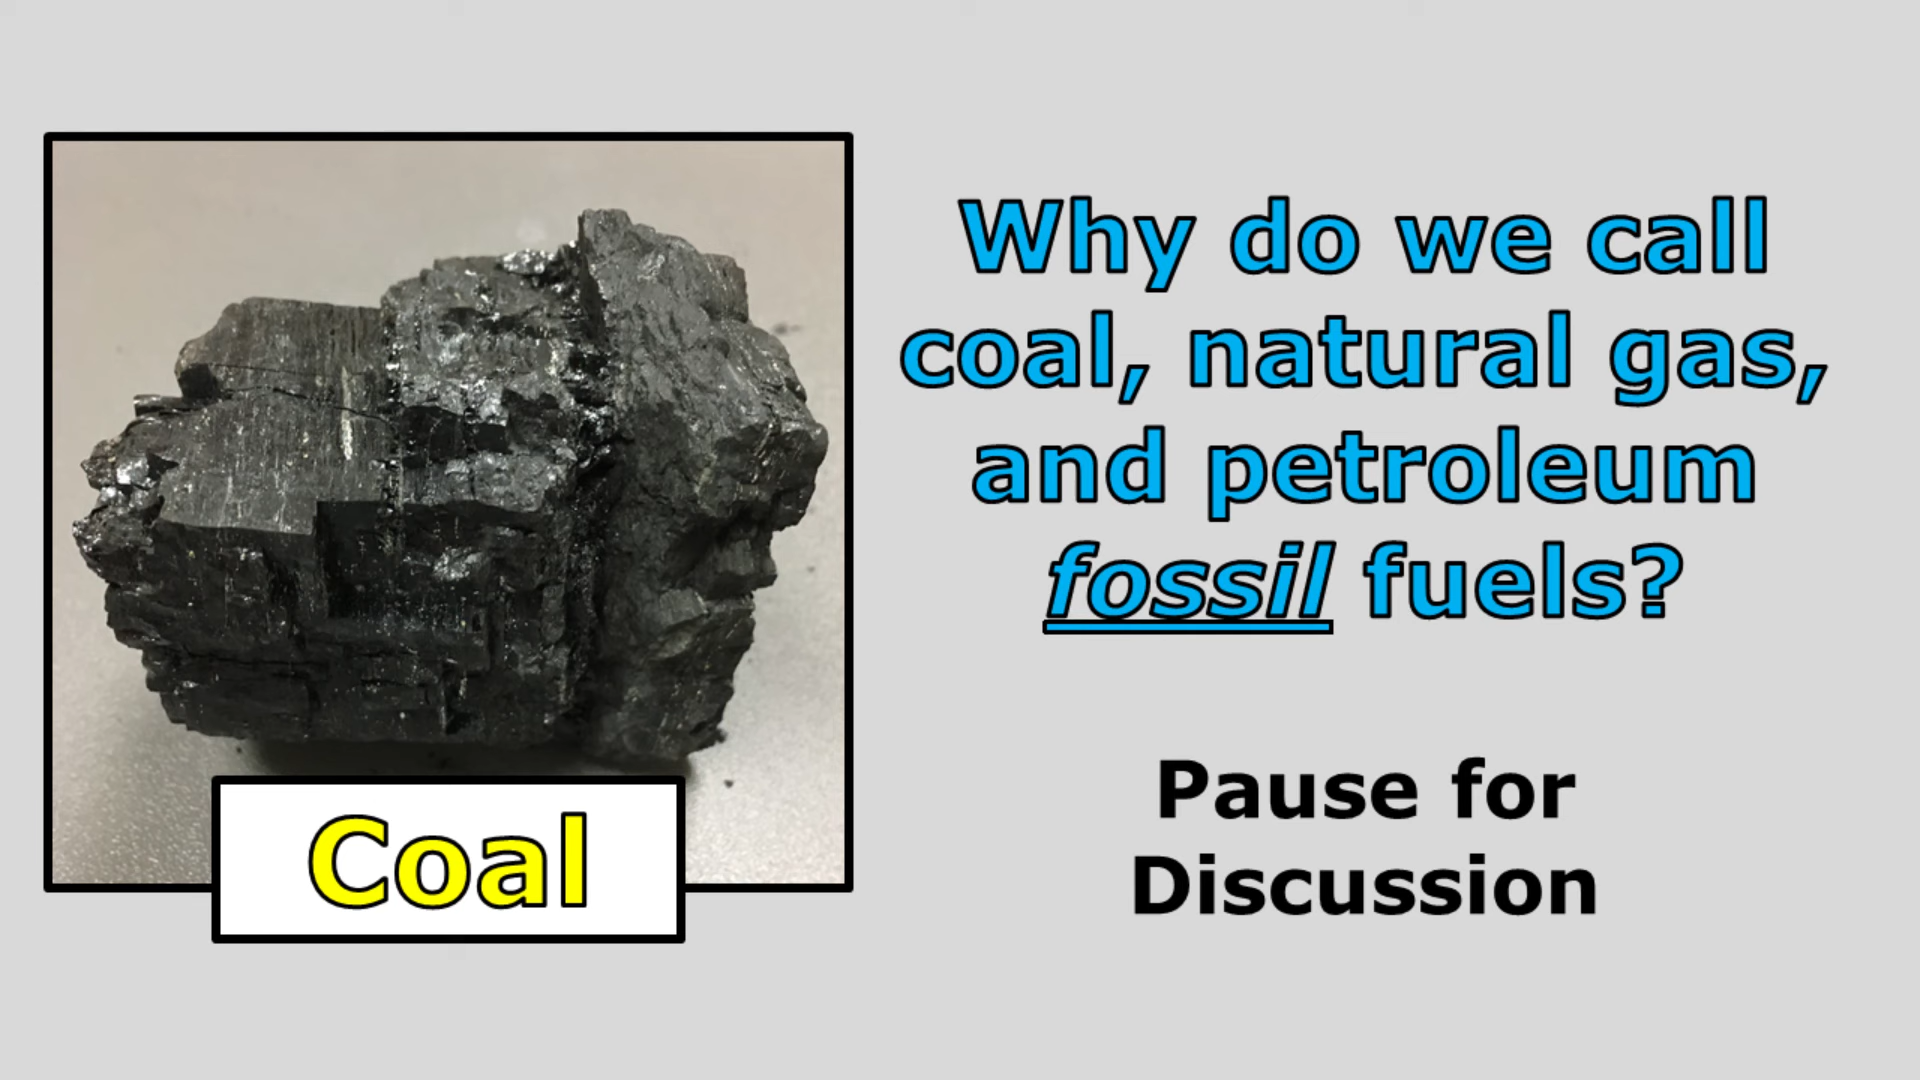 Why do we call
coal, natural gas,
and petroleum
fossil fuels?
Pause for
Discussion
Coal